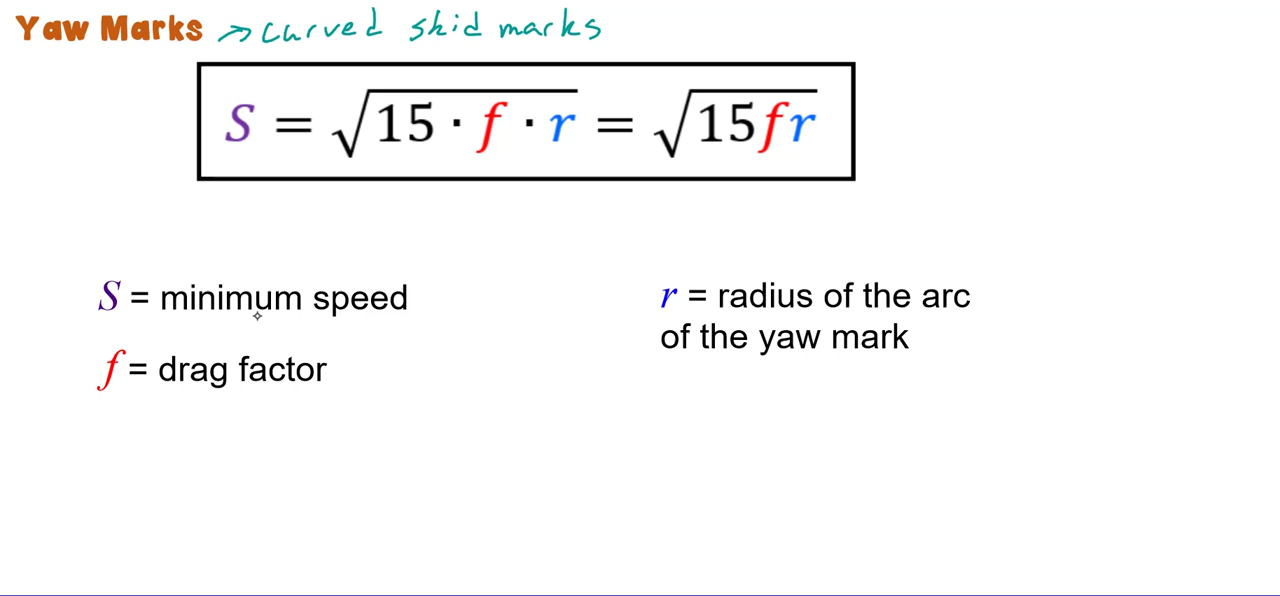 Yaw Marks → curved skid marks
S = √15 · f · r = √15fr
S = minimum speed
f = drag factor
r = radius of the arc
of the yaw mark